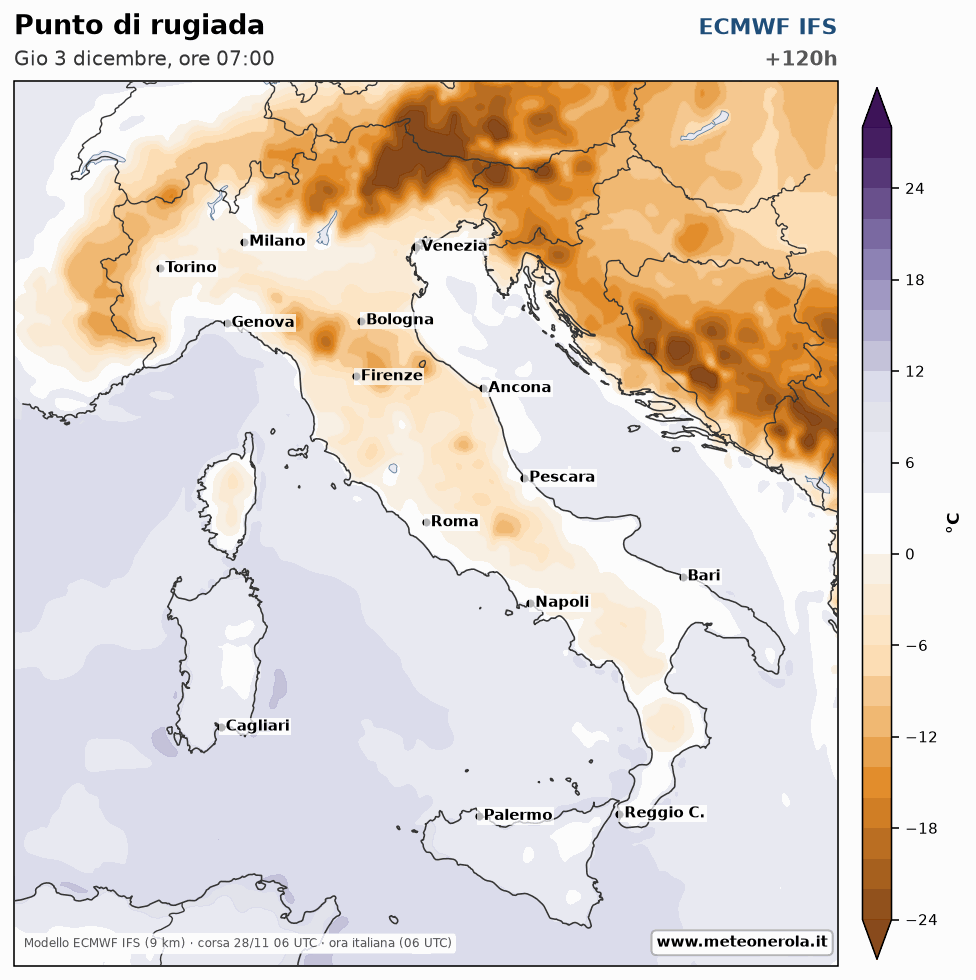 Punto di rugiada
ECMWF IFS
Gio 3 dicembre, ore 07:00
+120h
Milano
Venezia
Torino
Genova
Bologna
Firenze
Ancona
Pescara
Roma
Bari
Napoli
Cagliari
Palermo
Reggio C.
24
18
12
6
0
−6
−12
−18
−24
°C
Modello ECMWF IFS (9 km) · corsa 28/11 06 UTC · ora italiana (06 UTC)
www.meteonerola.it